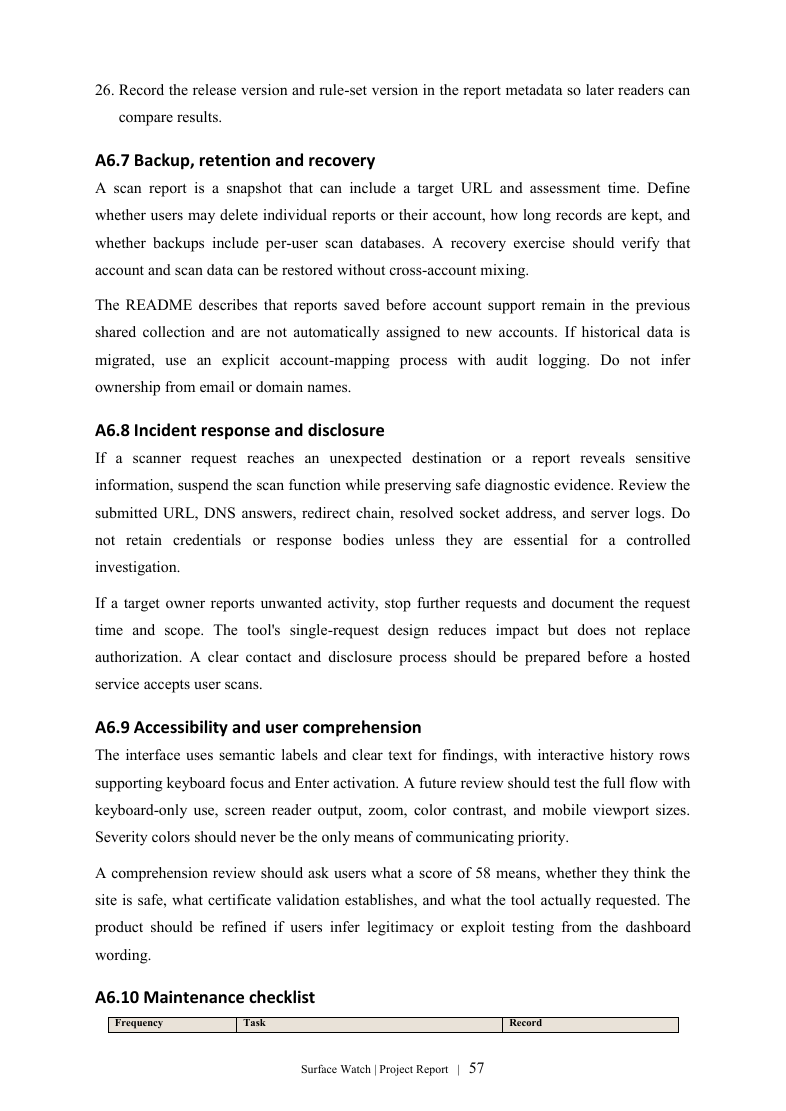 26. Record the release version and rule-set version in the report metadata so later readers can
compare results.
A6.7 Backup, retention and recovery
A scan report is a snapshot that can include a target URL and assessment time. Define
whether users may delete individual reports or their account, how long records are kept, and
whether backups include per-user scan databases. A recovery exercise should verify that
account and scan data can be restored without cross-account mixing.
The README describes that reports saved before account support remain in the previous
shared collection and are not automatically assigned to new accounts. If historical data is
migrated, use an explicit account-mapping process with audit logging. Do not infer
ownership from email or domain names.
A6.8 Incident response and disclosure
If a scanner request reaches an unexpected destination or a report reveals sensitive
information, suspend the scan function while preserving safe diagnostic evidence. Review the
submitted URL, DNS answers, redirect chain, resolved socket address, and server logs. Do
not retain credentials or response bodies unless they are essential for a controlled
investigation.
If a target owner reports unwanted activity, stop further requests and document the request
time and scope. The tool's single-request design reduces impact but does not replace
authorization. A clear contact and disclosure process should be prepared before a hosted
service accepts user scans.
A6.9 Accessibility and user comprehension
The interface uses semantic labels and clear text for findings, with interactive history rows
supporting keyboard focus and Enter activation. A future review should test the full flow with
keyboard-only use, screen reader output, zoom, color contrast, and mobile viewport sizes.
Severity colors should never be the only means of communicating priority.
A comprehension review should ask users what a score of 58 means, whether they think the
site is safe, what certificate validation establishes, and what the tool actually requested. The
product should be refined if users infer legitimacy or exploit testing from the dashboard
wording.
A6.10 Maintenance checklist
Frequency Task Record
Surface Watch | Project Report | 57